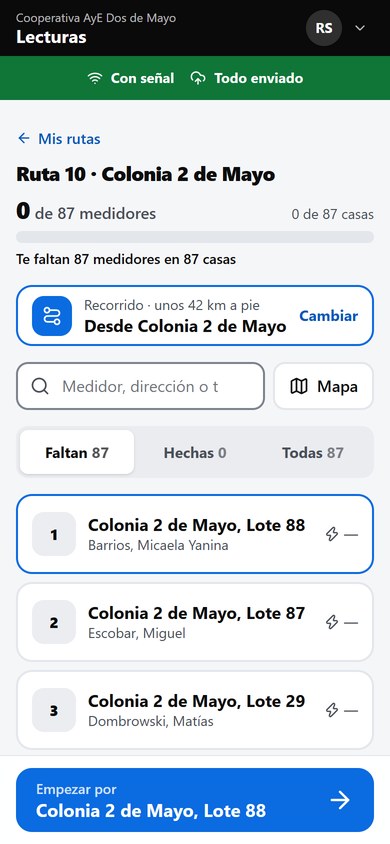 Cooperativa AyE Dos de Mayo
Lecturas
RS
Con señal
Todo enviado
Mis rutas
Ruta 10 · Colonia 2 de Mayo
0 de 87 medidores
0 de 87 casas
Te faltan 87 medidores en 87 casas
Recorrido · unos 42 km a pie
Desde Colonia 2 de Mayo
Cambiar
Medidor, dirección o t
Mapa
Faltan 87
Hechas 0
Todas 87
1
Colonia 2 de Mayo, Lote 88
Barrios, Micaela Yanina
—
2
Colonia 2 de Mayo, Lote 87
Escobar, Miguel
—
3
Colonia 2 de Mayo, Lote 29
Dombrowski, Matías
—
Empezar por
Colonia 2 de Mayo, Lote 88